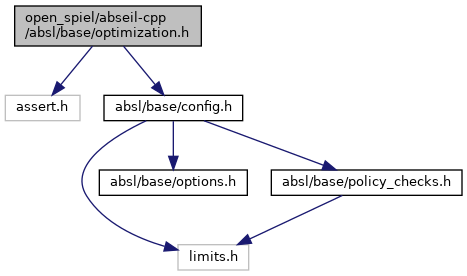 open_spiel/abseil-cpp
/absl/base/optimization.h
assert.h
absl/base/config.h
absl/base/options.h
absl/base/policy_checks.h
limits.h